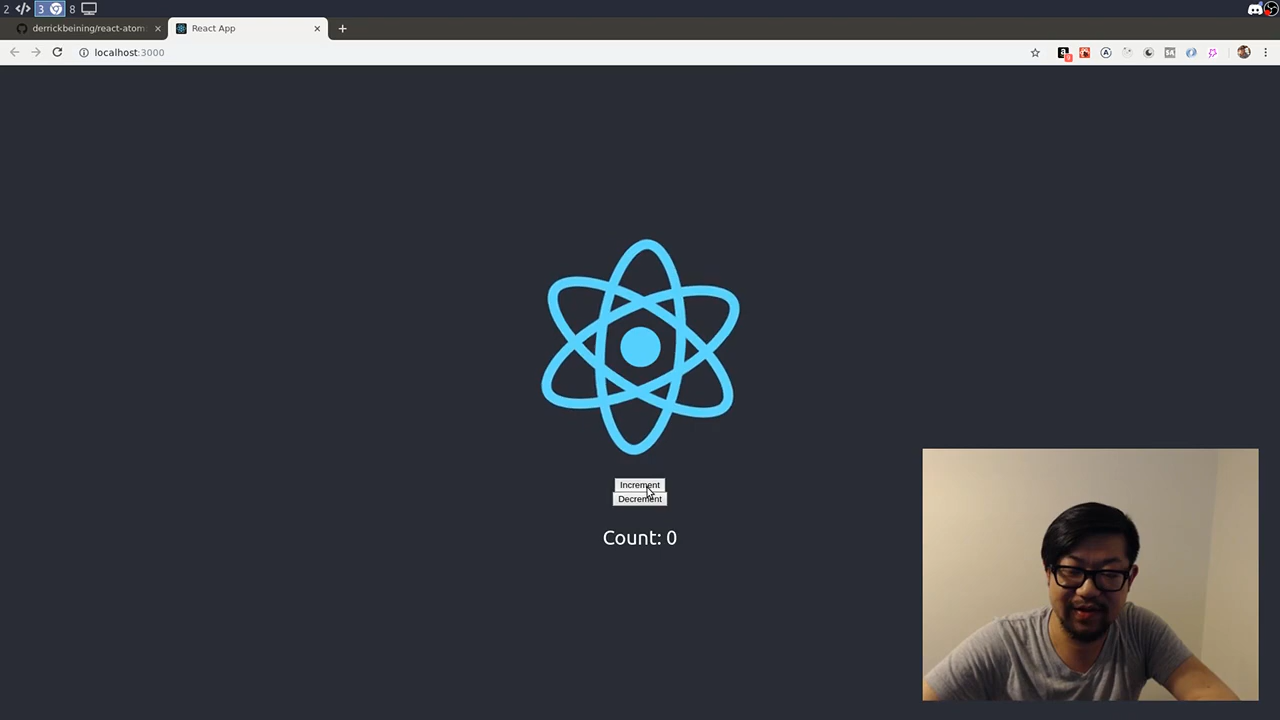 2 3 8
derrickbeining/react-atom
React App
localhost:3000
Increment
Decrement
Count: 0